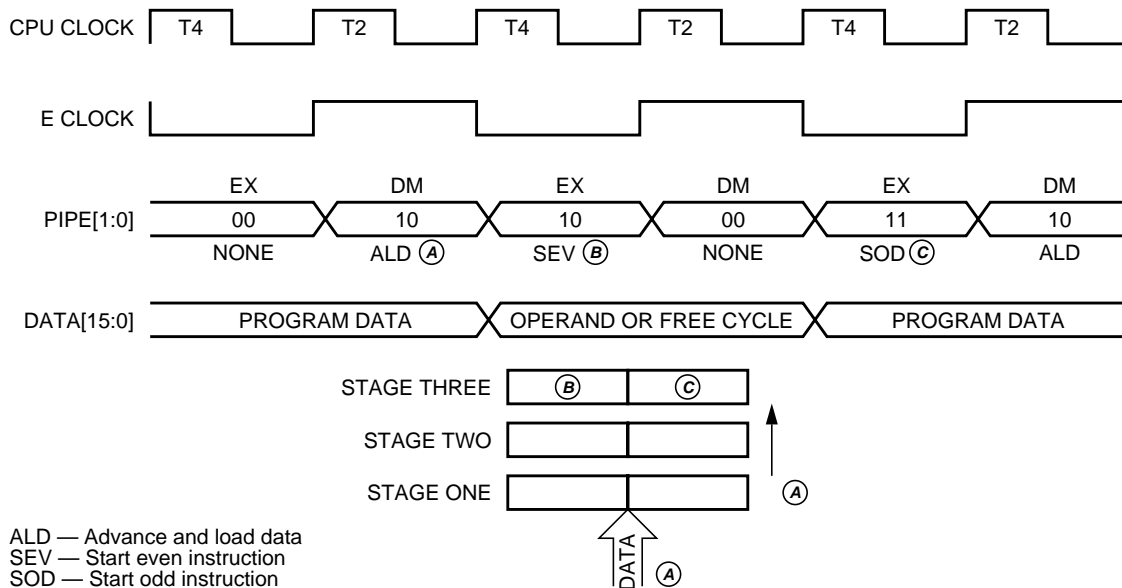 CPU CLOCK T4 T2 T4 T2 T4 T2
E CLOCK
EX DM EX DM EX DM
PIPE[1:0] 00 10 10 00 11 10
NONE ALD A SEV B NONE SOD C ALD
DATA[15:0] PROGRAM DATA OPERAND OR FREE CYCLE PROGRAM DATA
STAGE THREE B C
STAGE TWO
STAGE ONE A
ALD — Advance and load data
SEV — Start even instruction
SOD — Start odd instruction
DATA A